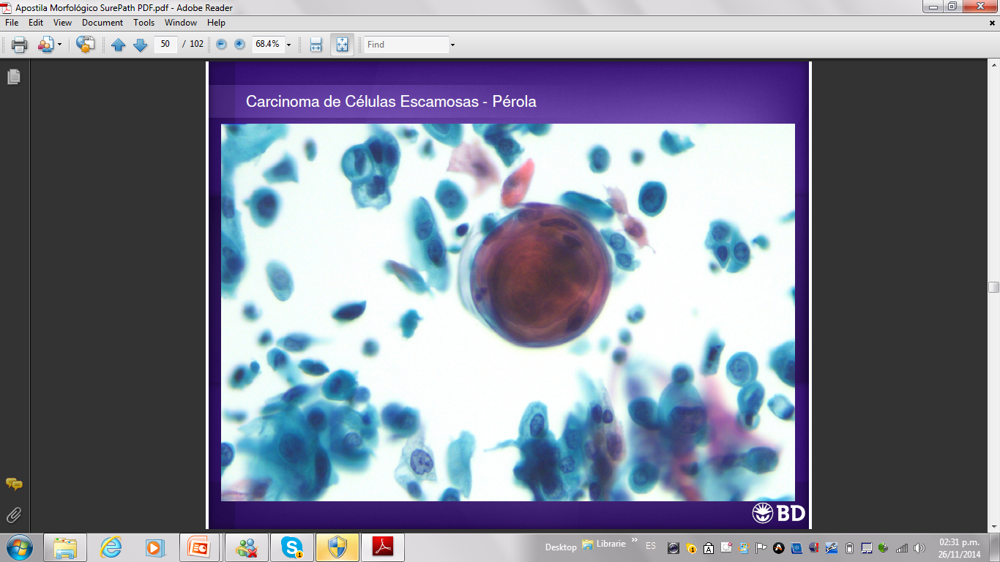 Apostila Morfológico SurePath PDF.pdf - Adobe Reader
File Edit View Document Tools Window Help
50 / 102 68.4% Find
Carcinoma de Células Escamosas - Pérola
BD
Desktop Librarie » ES 02:31 p.m.
26/11/2014